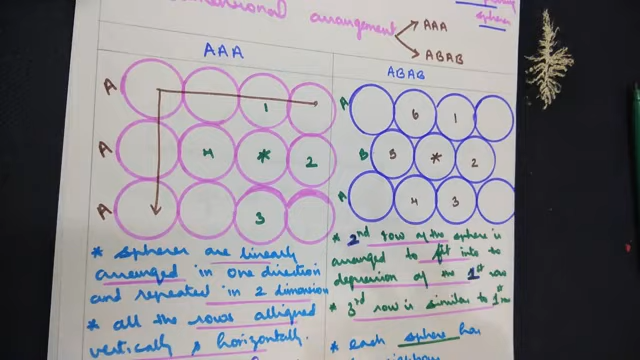 arrangement
spheres
AAA
ABAB
AAA
ABAB
A
1
A
4 * 2
A
3
A
6 1
B
5 * 2
A
4 3
* Spheres are linearly
arranged in one direction
and repeated in 2 dimension
* all the rows alligned
vertically & horizontally.
* 2nd row of the sphere is
arranged to fit into to
depression of the 1st row
* 3rd row is similar to 1st
* each sphere has